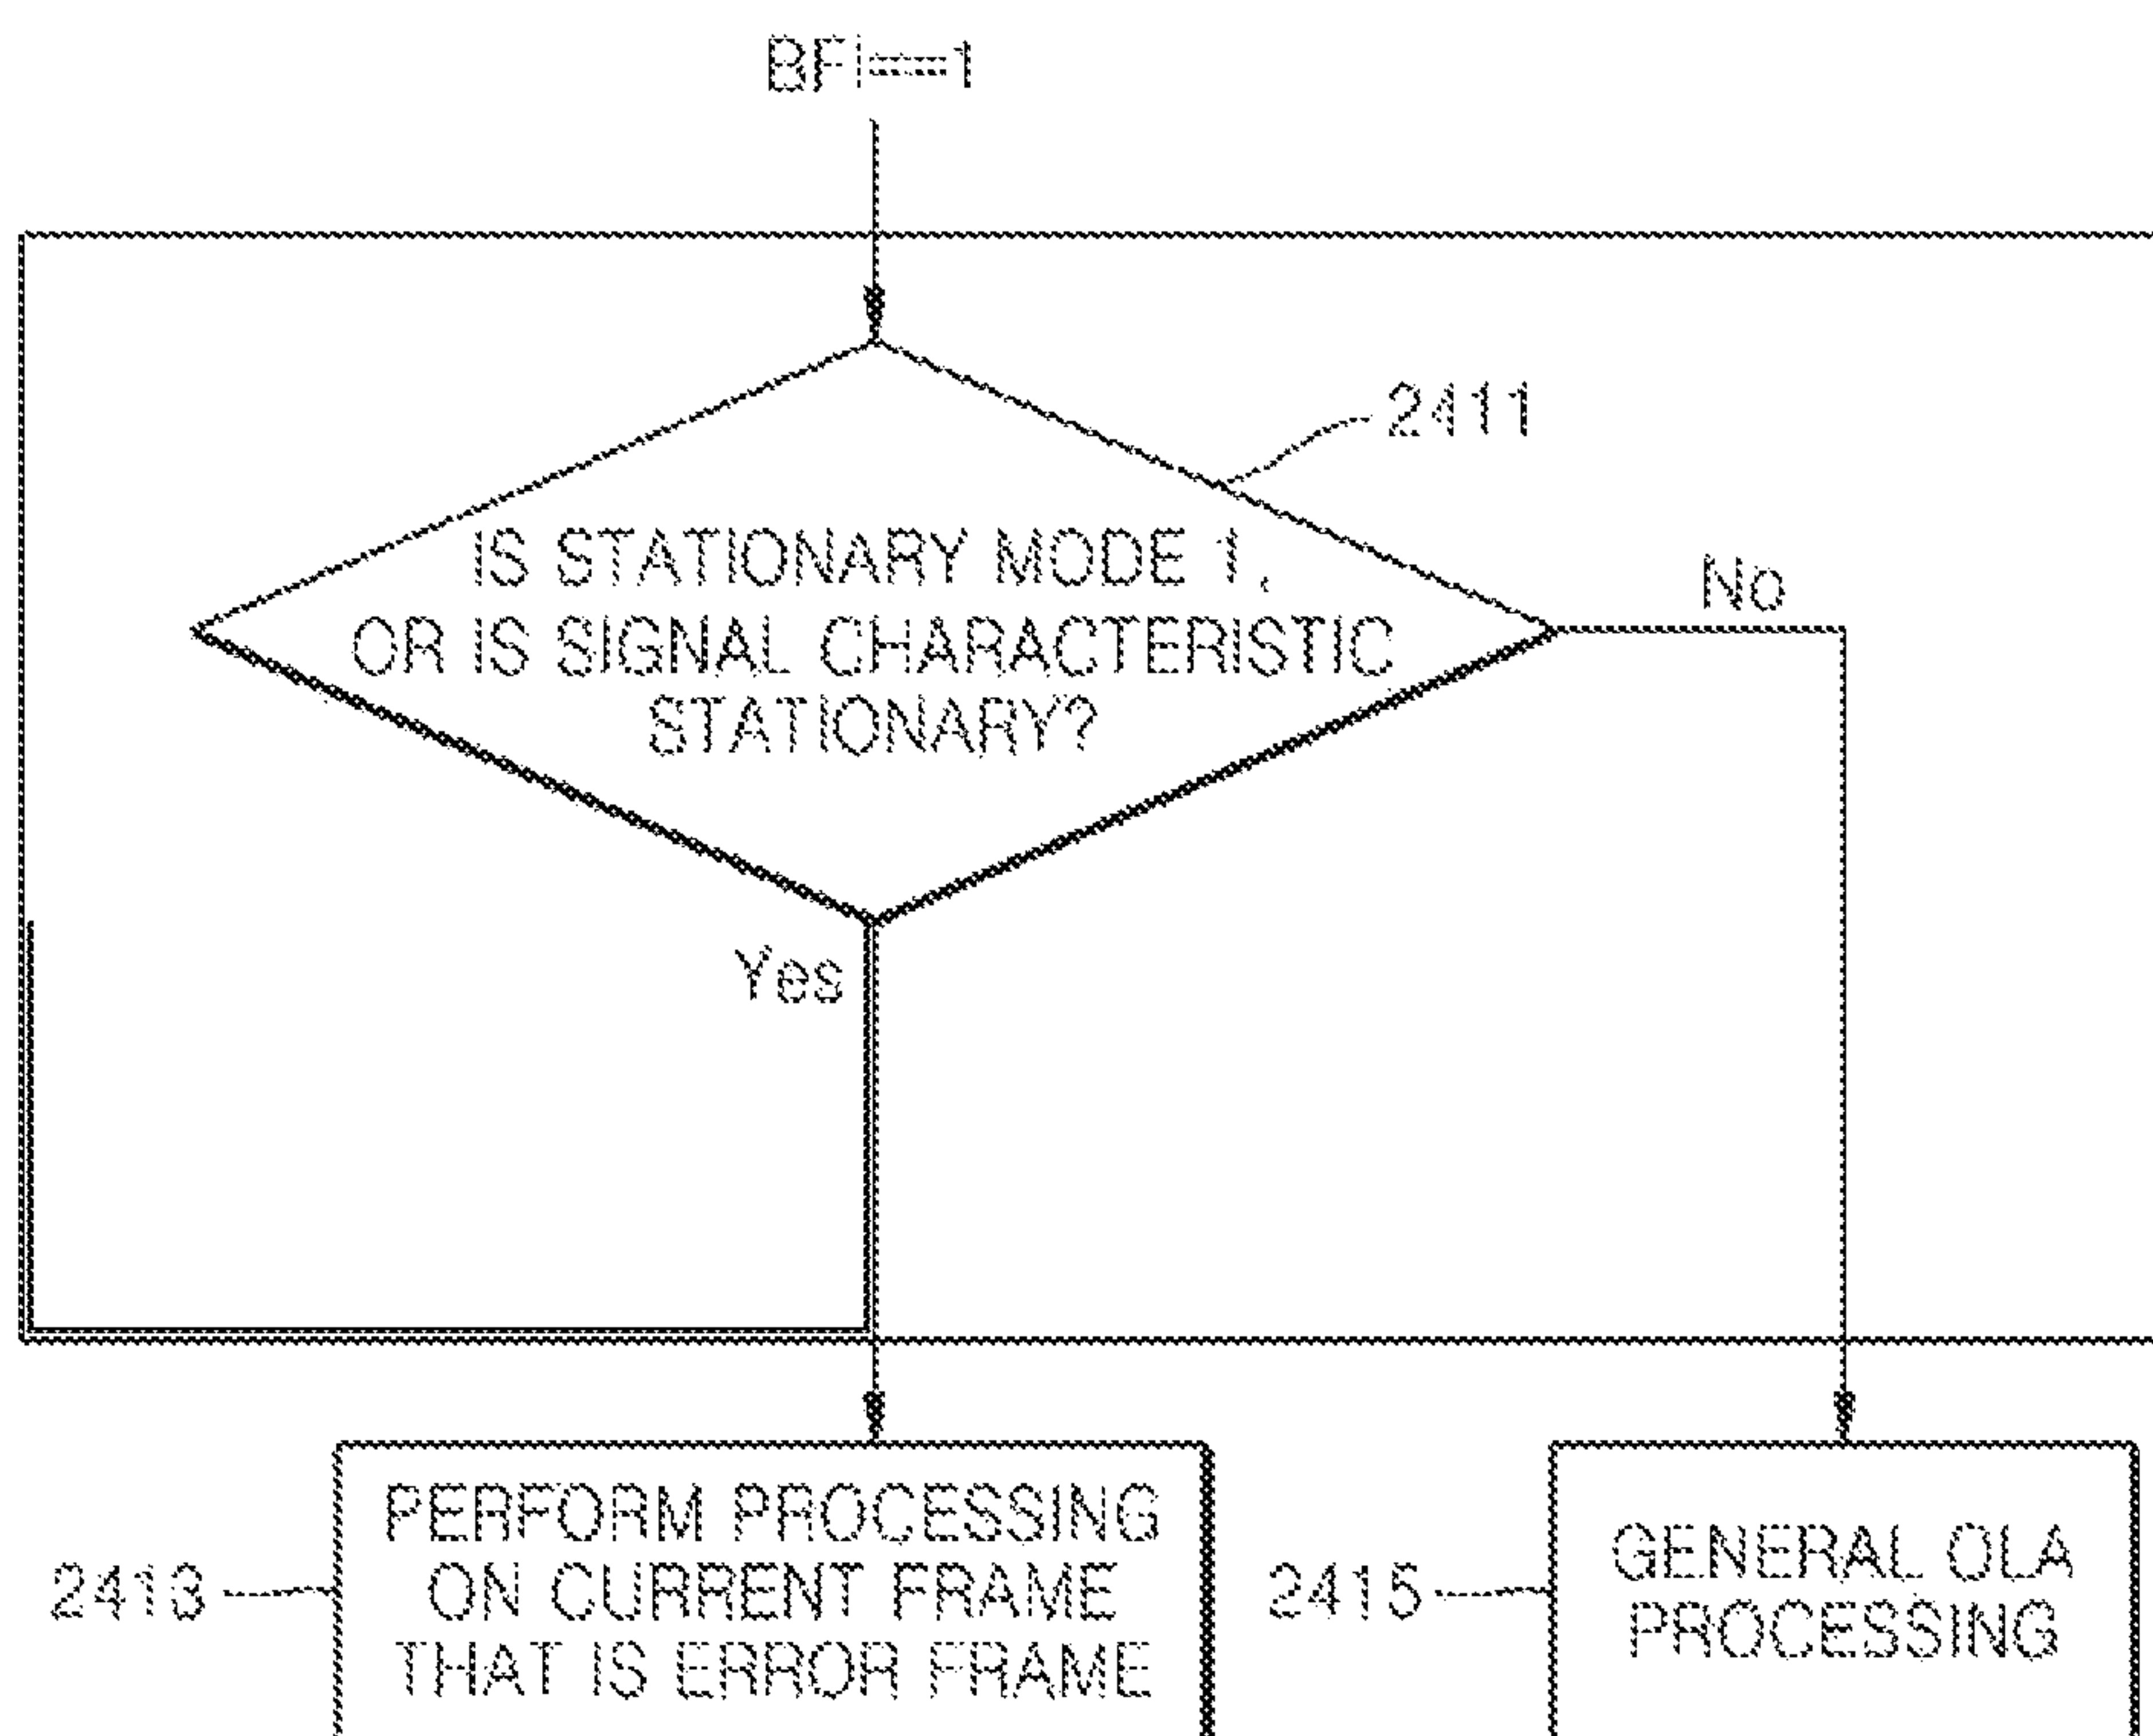 BFI==1
2411
IS STATIONARY MODE 1,
OR IS SIGNAL CHARACTERISTIC
STATIONARY?
No
Yes
2413
PERFORM PROCESSING
ON CURRENT FRAME
THAT IS ERROR FRAME
2415
GENERAL OLA
PROCESSING